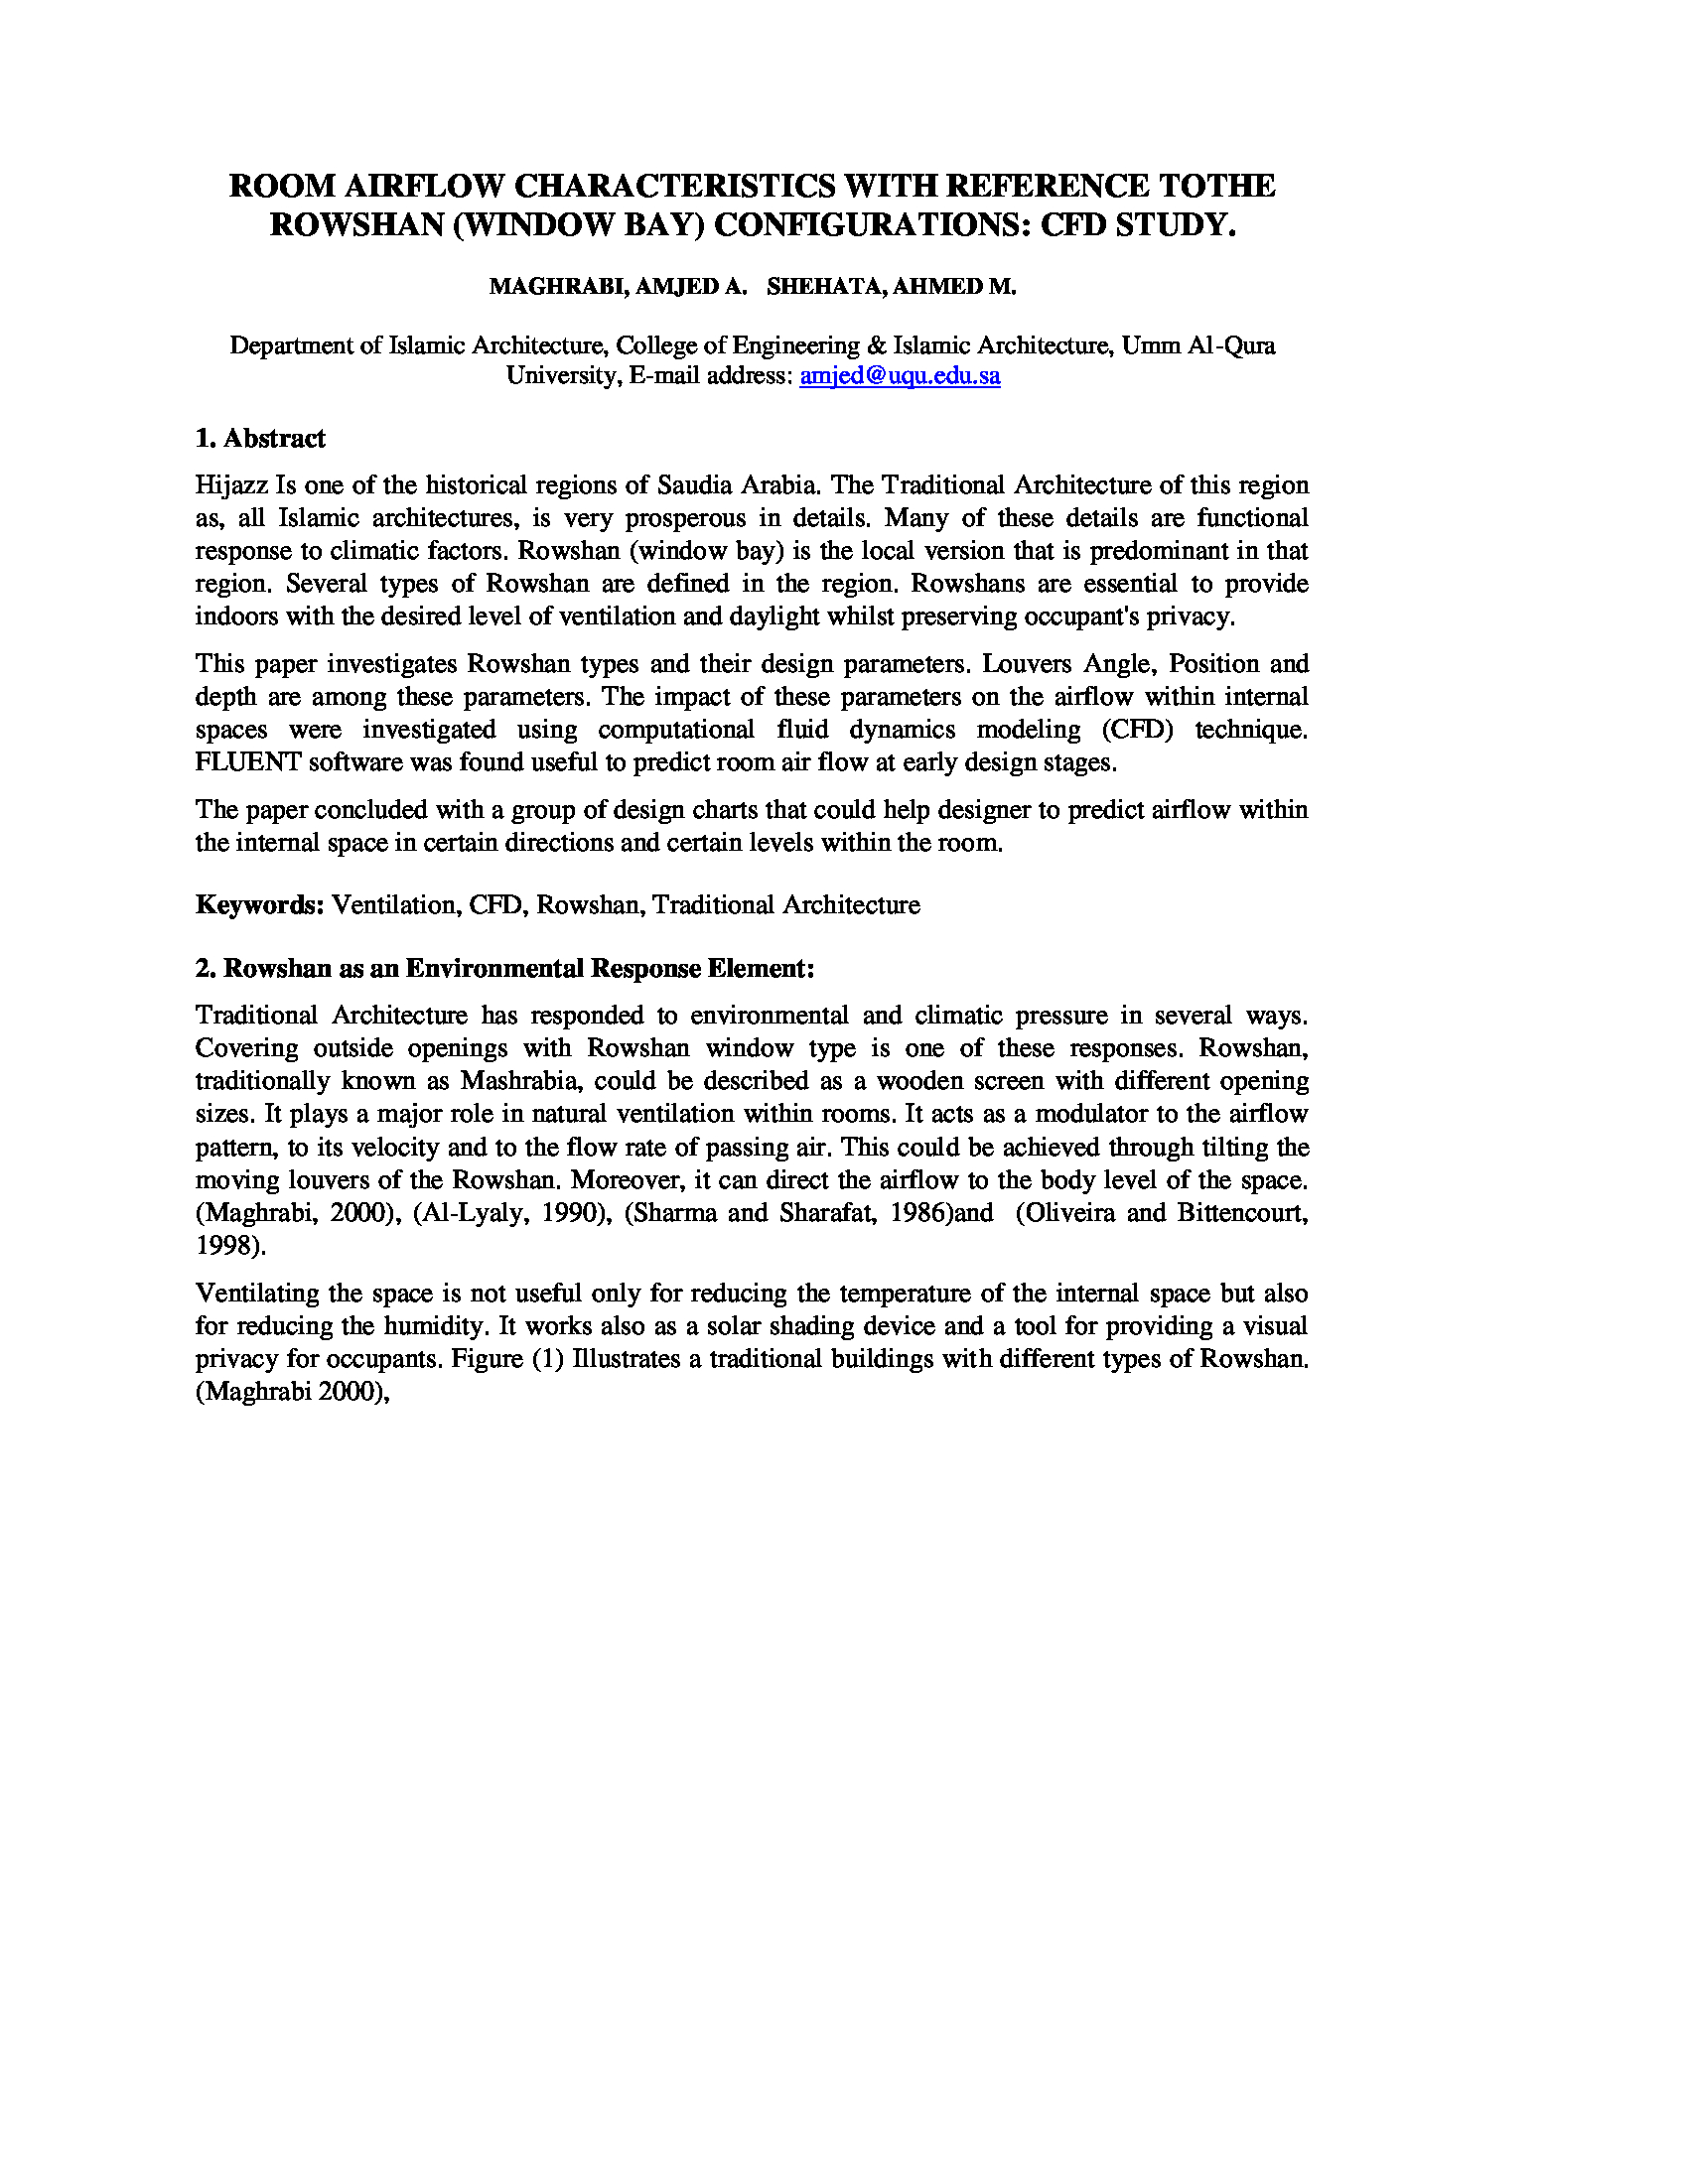 ROOM AIRFLOW CHARACTERISTICS WITH REFERENCE TOTHE
ROWSHAN (WINDOW BAY) CONFIGURATIONS: CFD STUDY.
MAGHRABI, AMJED A. SHEHATA, AHMED M.
Department of Islamic Architecture, College of Engineering & Islamic Architecture, Umm Al-Qura
University, E-mail address: amjed@uqu.edu.sa
1. Abstract
Hijazz Is one of the historical regions of Saudia Arabia. The Traditional Architecture of this region
as, all Islamic architectures, is very prosperous in details. Many of these details are functional
response to climatic factors. Rowshan (window bay) is the local version that is predominant in that
region. Several types of Rowshan are defined in the region. Rowshans are essential to provide
indoors with the desired level of ventilation and daylight whilst preserving occupant's privacy.
This paper investigates Rowshan types and their design parameters. Louvers Angle, Position and
depth are among these parameters. The impact of these parameters on the airflow within internal
spaces were investigated using computational fluid dynamics modeling (CFD) technique.
FLUENT software was found useful to predict room air flow at early design stages.
The paper concluded with a group of design charts that could help designer to predict airflow within
the internal space in certain directions and certain levels within the room.
Keywords: Ventilation, CFD, Rowshan, Traditional Architecture
2. Rowshan as an Environmental Response Element:
Traditional Architecture has responded to environmental and climatic pressure in several ways.
Covering outside openings with Rowshan window type is one of these responses. Rowshan,
traditionally known as Mashrabia, could be described as a wooden screen with different opening
sizes. It plays a major role in natural ventilation within rooms. It acts as a modulator to the airflow
pattern, to its velocity and to the flow rate of passing air. This could be achieved through tilting the
moving louvers of the Rowshan. Moreover, it can direct the airflow to the body level of the space.
(Maghrabi, 2000), (Al-Lyaly, 1990), (Sharma and Sharafat, 1986)and (Oliveira and Bittencourt,
1998).
Ventilating the space is not useful only for reducing the temperature of the internal space but also
for reducing the humidity. It works also as a solar shading device and a tool for providing a visual
privacy for occupants. Figure (1) Illustrates a traditional buildings with different types of Rowshan.
(Maghrabi 2000),